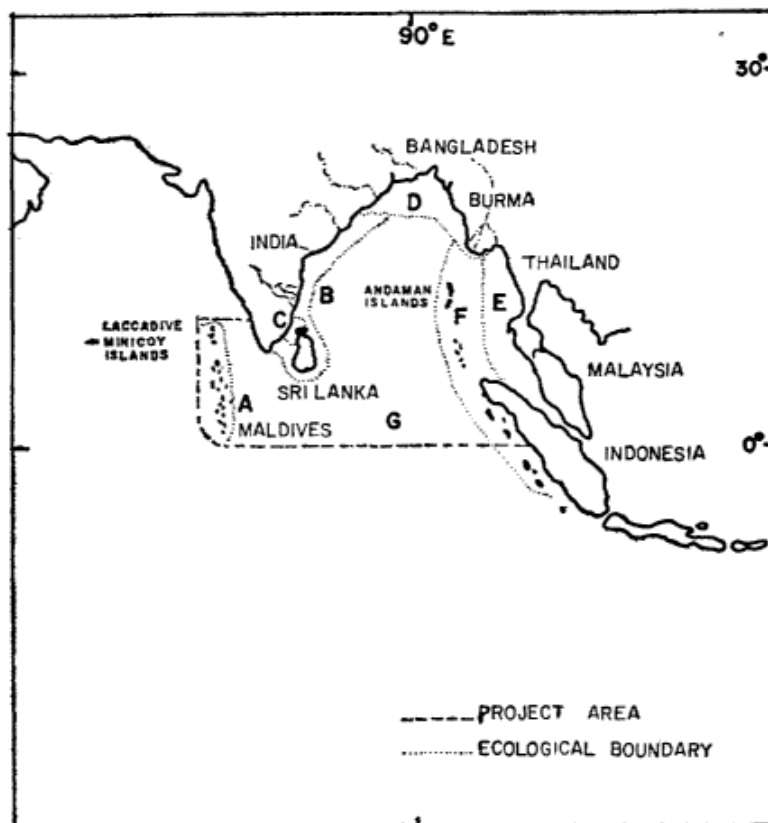 90° E
30°
BANGLADESH
D
BURMA
INDIA
THAILAND
B
ANDAMAN
ISLANDS
F
E
C
LACCADIVE
MINICOY
ISLANDS
MALAYSIA
SRI LANKA
A
G
MALDIVES
INDONESIA
0°
PROJECT AREA
ECOLOGICAL BOUNDARY